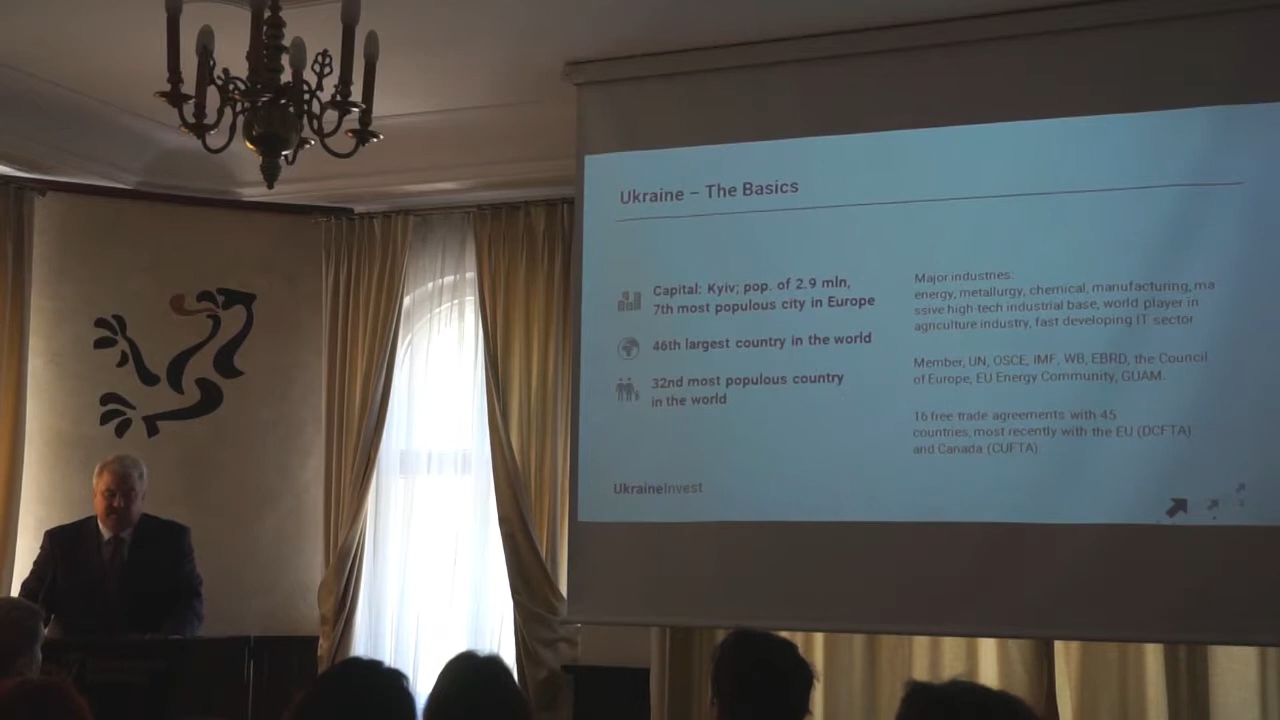 Ukraine – The Basics
Capital: Kyiv; pop. of 2.9 mln,
7th most populous city in Europe
46th largest country in the world
32nd most populous country
in the world
UkraineInvest
Major industries:
energy, metallurgy, chemical, manufacturing, ma
ssive high-tech industrial base, world player in
agriculture industry, fast developing IT sector
Member, UN, OSCE, IMF, WB, EBRD, the Council
of Europe, EU Energy Community, GUAM.
16 free trade agreements with 45
countries, most recently with the EU (DCFTA)
and Canada (CUFTA)